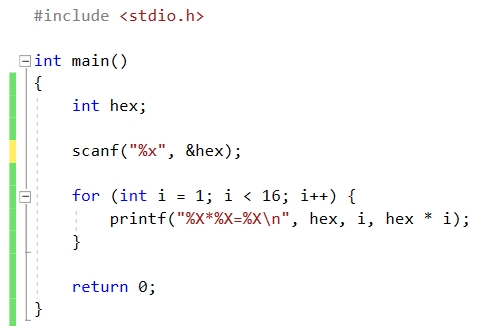 #include <stdio.h>
int main()
{
int hex;
scanf("%x", &hex);
for (int i = 1; i < 16; i++) {
printf("%X*%X=%X\n", hex, i, hex * i);
}
return 0;
}